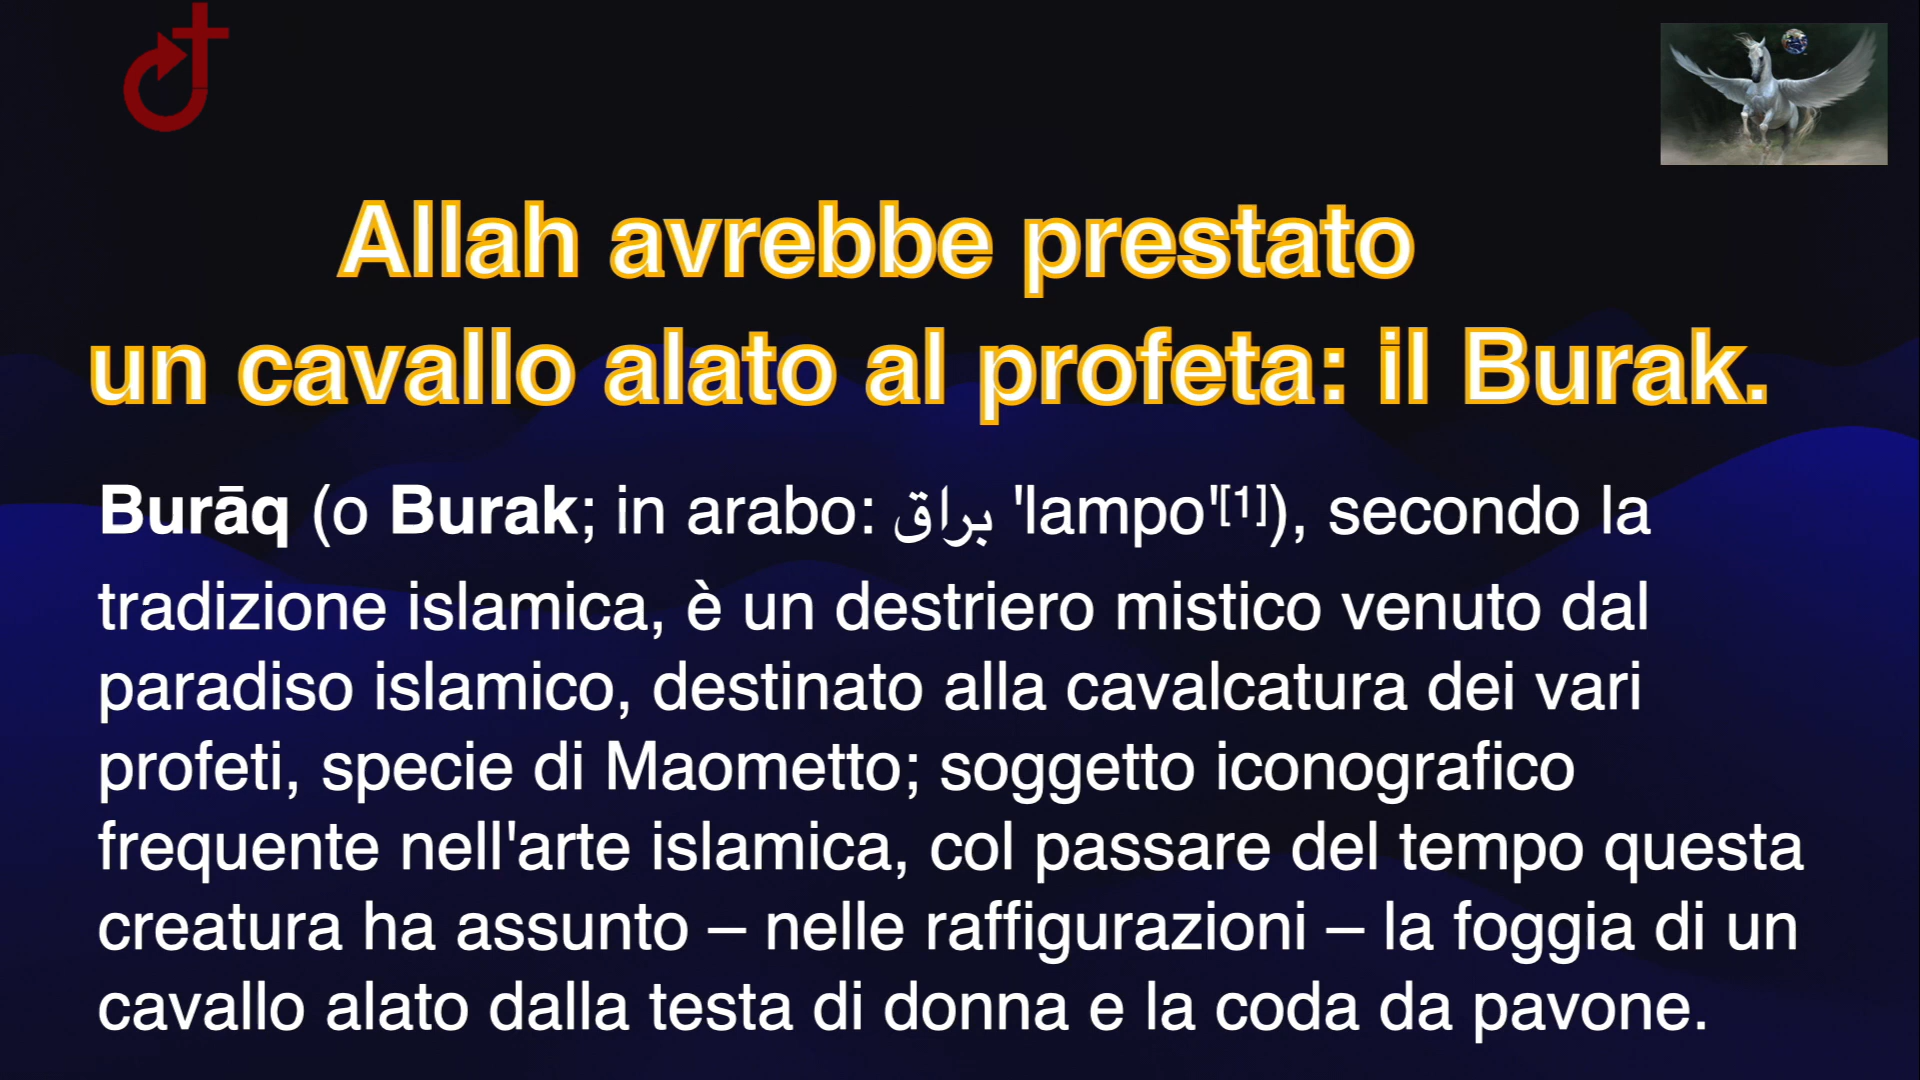 Allah avrebbe prestato
un cavallo alato al profeta: il Burak.
Burāq (o Burak; in arabo: براق 'lampo'[1]), secondo la
tradizione islamica, è un destriero mistico venuto dal
paradiso islamico, destinato alla cavalcatura dei vari
profeti, specie di Maometto; soggetto iconografico
frequente nell'arte islamica, col passare del tempo questa
creatura ha assunto – nelle raffigurazioni – la foggia di un
cavallo alato dalla testa di donna e la coda da pavone.